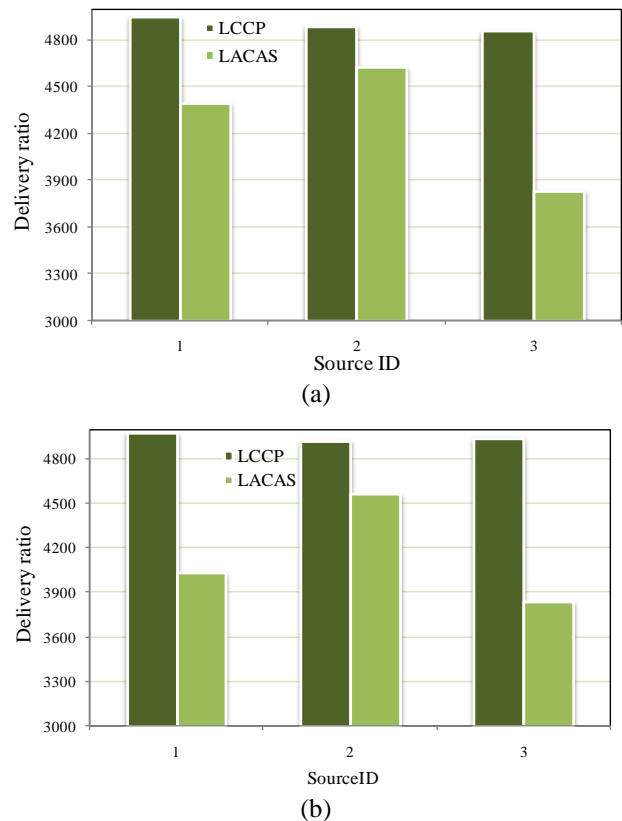 4800
4500
4200
3900
3600
3300
3000
Delivery ratio
LCCP
LACAS
1 2 3
Source ID
(a)
4800
4500
4200
3900
3600
3300
3000
Delivery ratio
LCCP
LACAS
1 2 3
SourceID
(b)